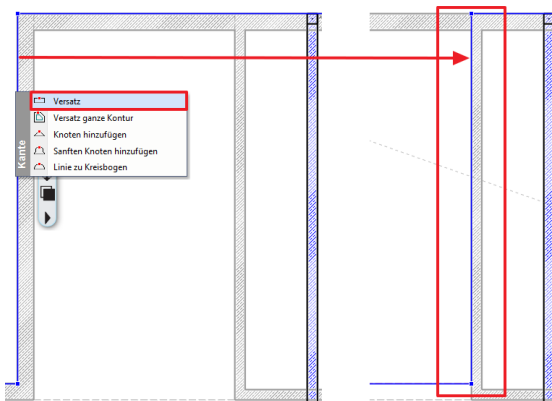 Kante
Versatz
Versatz ganze Kontur
Knoten hinzufügen
Sanften Knoten hinzufügen
Linie zu Kreisbogen